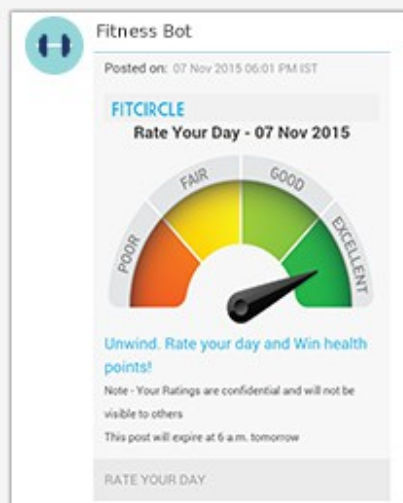 Fitness Bot
Posted on: 07 Nov 2015 06:01 PM IST
FITCIRCLE
Rate Your Day - 07 Nov 2015
POOR
FAIR
GOOD
EXCELLENT
Unwind. Rate your day and Win health
points!
Note - Your Ratings are confidential and will not be
visible to others
This post will expire at 6 a.m. tomorrow
RATE YOUR DAY